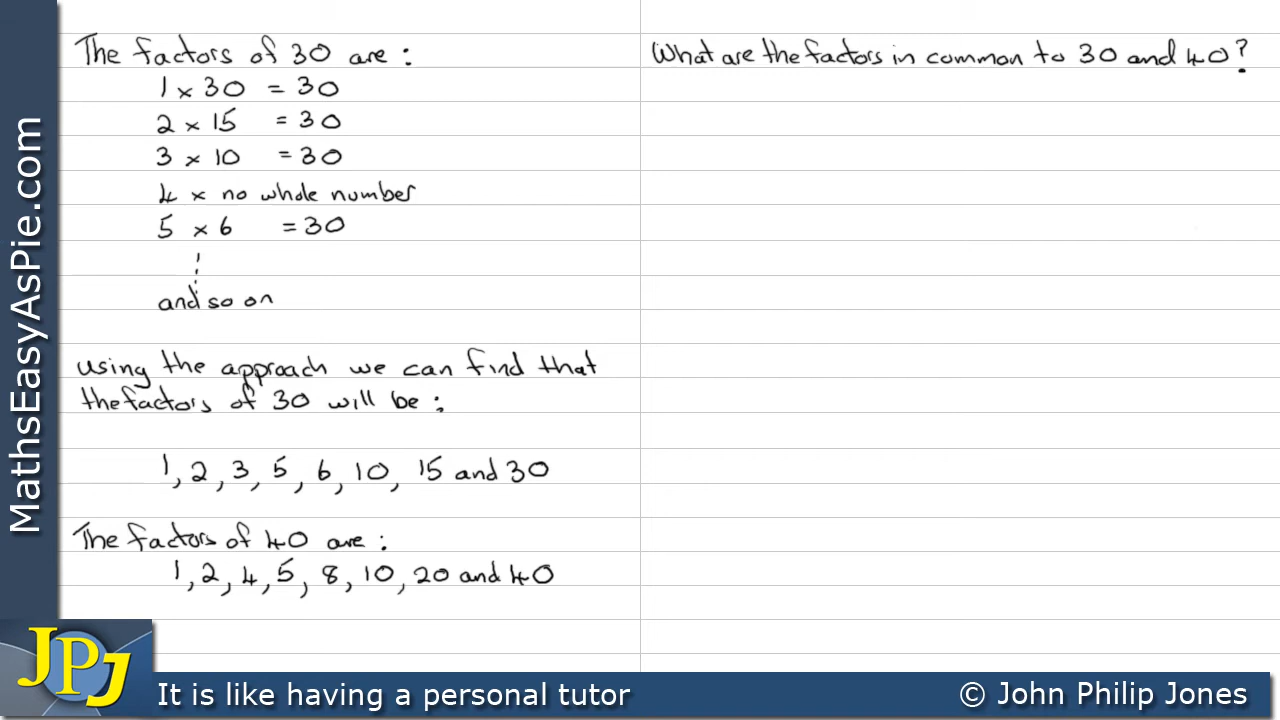 The factors of 30 are :
1 × 30 = 30
2 × 15 = 30
3 × 10 = 30
4 × no whole number
5 × 6 = 30
and so on
using the approach we can find that
the factors of 30 will be :
1, 2, 3, 5, 6, 10, 15 and 30
The factors of 40 are :
1, 2, 4, 5, 8, 10, 20 and 40
What are the factors in common to 30 and 40?
MathsEasyAsPie.com
JPJ
It is like having a personal tutor
© John Philip Jones